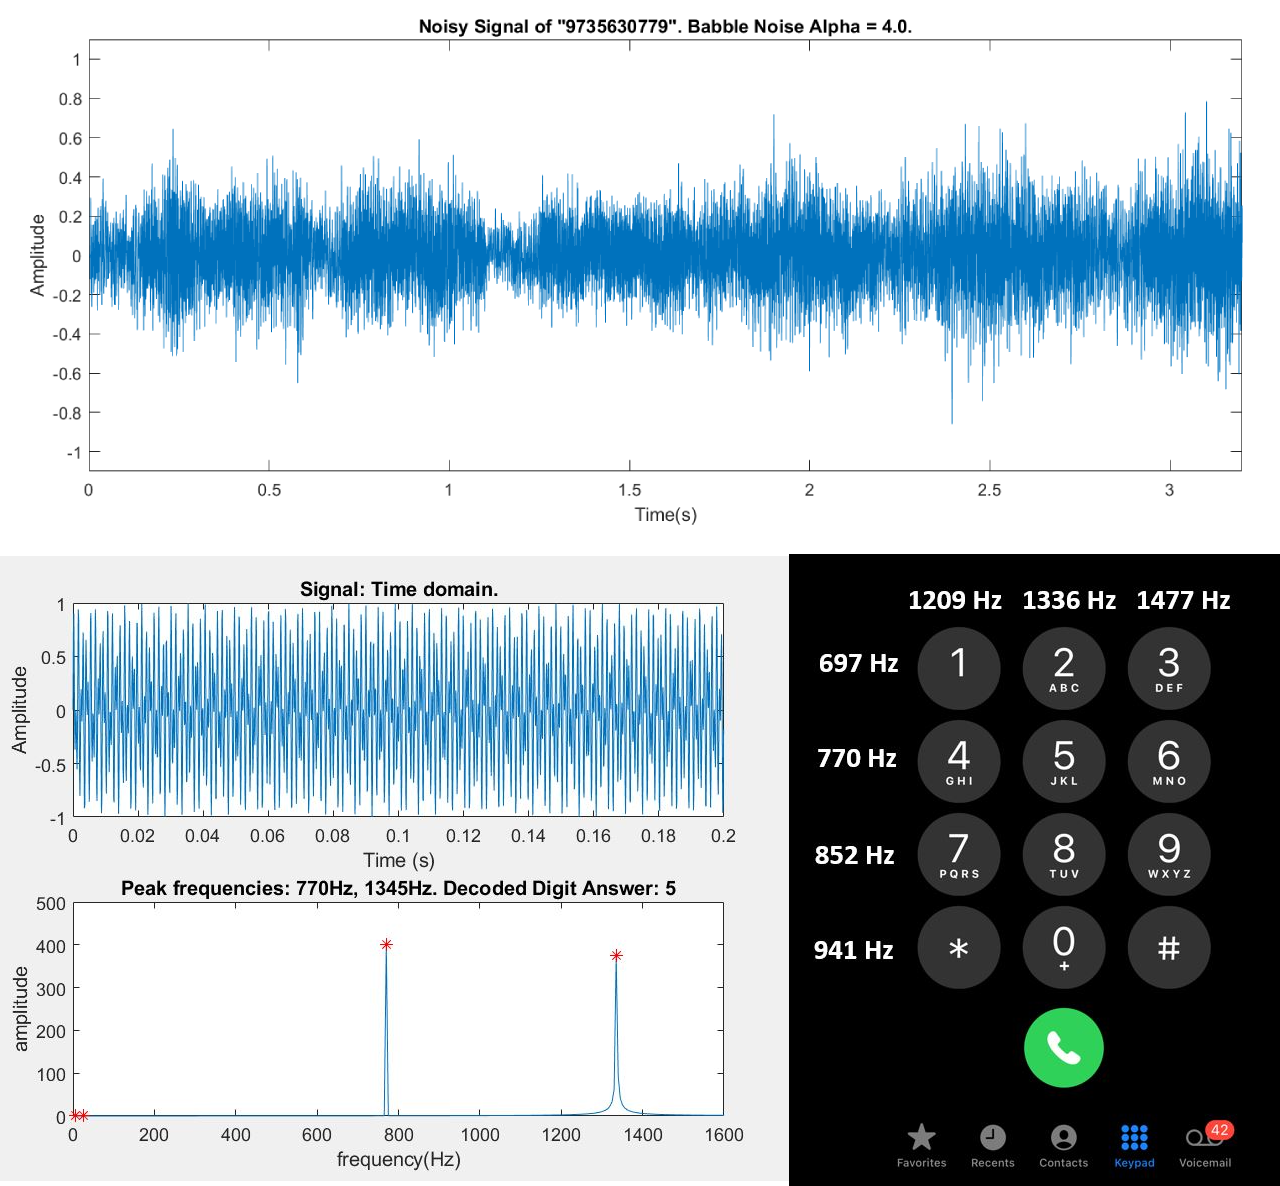 Noisy Signal of "9735630779". Babble Noise Alpha = 4.0.
1
0.8
0.6
0.4
0.2
0
-0.2
-0.4
-0.6
-0.8
-1
Amplitude
0 0.5 1 1.5 2 2.5 3
Time(s)
Signal: Time domain.
1
0.5
0
-0.5
-1
Amplitude
0 0.02 0.04 0.06 0.08 0.1 0.12 0.14 0.16 0.18 0.2
Time (s)
Peak frequencies: 770Hz, 1345Hz. Decoded Digit Answer: 5
500
400
300
200
100
0
amplitude
0 200 400 600 800 1000 1200 1400 1600
frequency(Hz)
1209 Hz 1336 Hz 1477 Hz
697 Hz 1 2 3
ABC DEF
770 Hz 4 5 6
GHI JKL MNO
852 Hz 7 8 9
PQRS TUV WXYZ
941 Hz * 0 #
+
42
Favorites Recents Contacts Keypad Voicemail